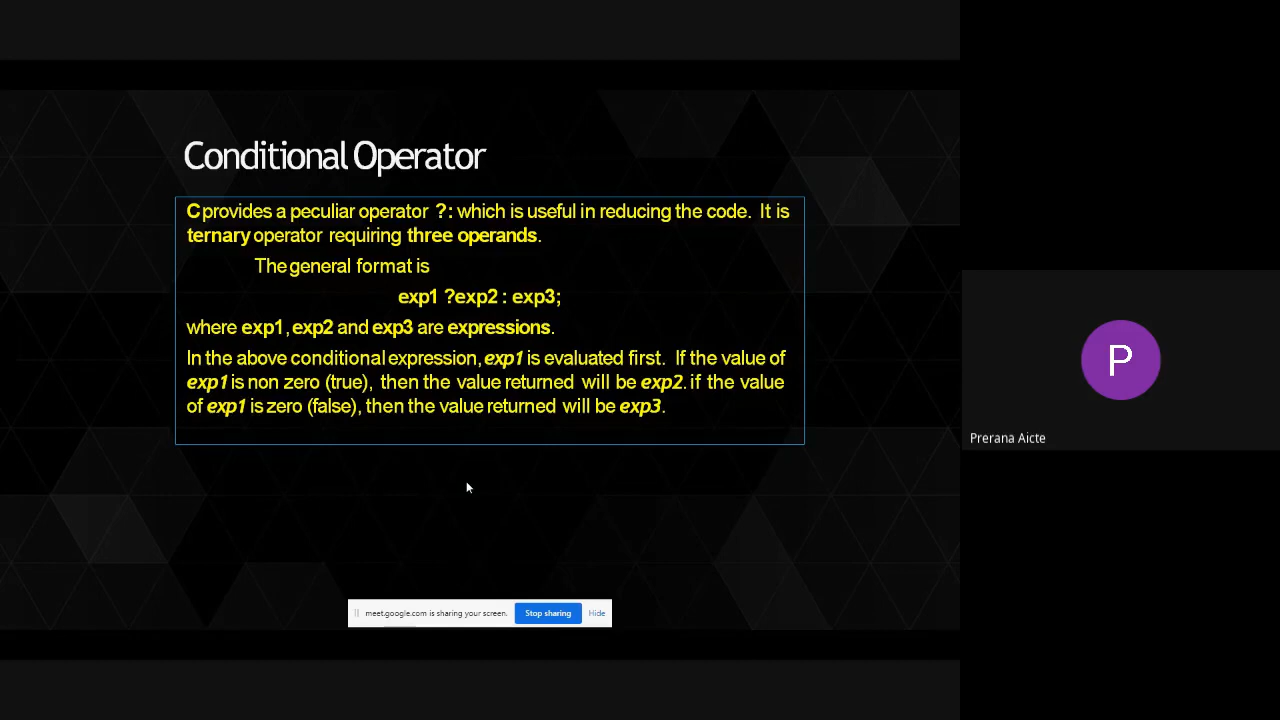 Conditional Operator
C provides a peculiar operator ?: which is useful in reducing the code. It is
ternary operator requiring three operands.
The general format is
exp1 ?exp2 : exp3;
where exp1, exp2 and exp3 are expressions.
In the above conditional expression, exp1 is evaluated first. If the value of
exp1 is non zero (true), then the value returned will be exp2. if the value
of exp1 is zero (false), then the value returned will be exp3.
P
Prerana Aicte
meet.google.com is sharing your screen. Stop sharing Hide